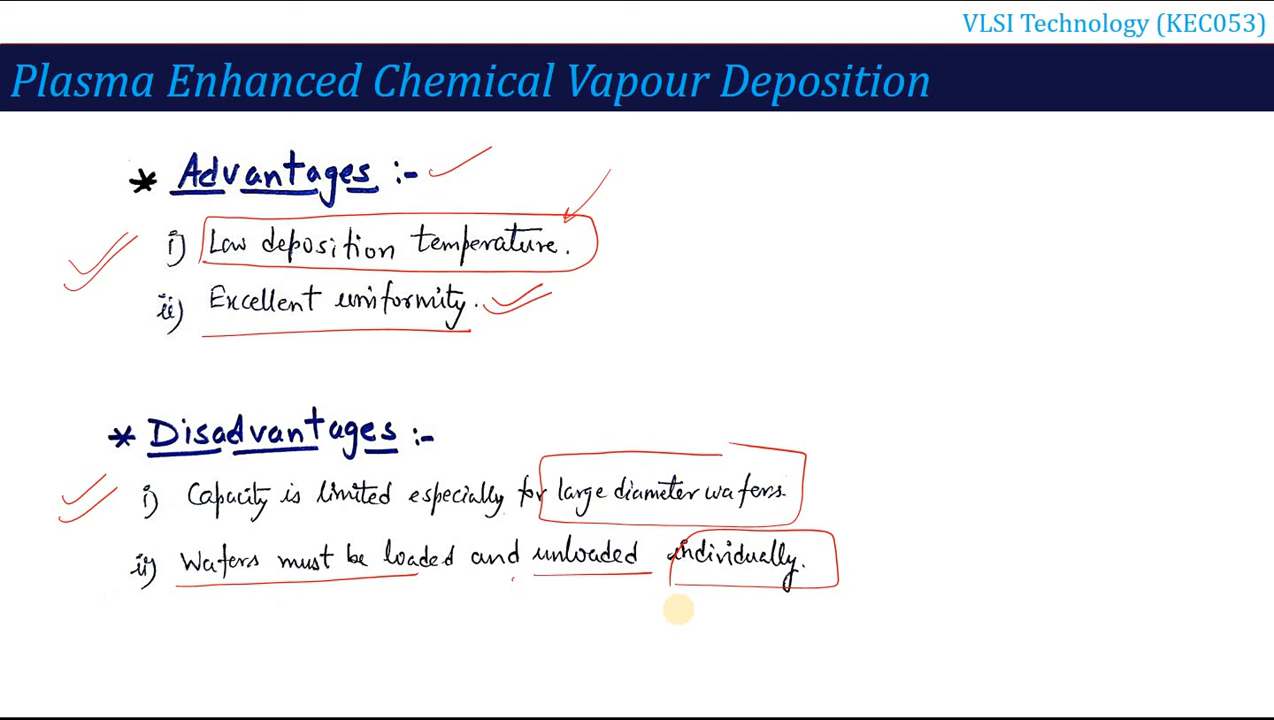 VLSI Technology (KEC053)
Plasma Enhanced Chemical Vapour Deposition
* Advantages :-
i) Low deposition temperature.
ii) Excellent uniformity.
* Disadvantages :-
i) Capacity is limited especially for large diameter wafers.
ii) Wafers must be loaded and unloaded individually.